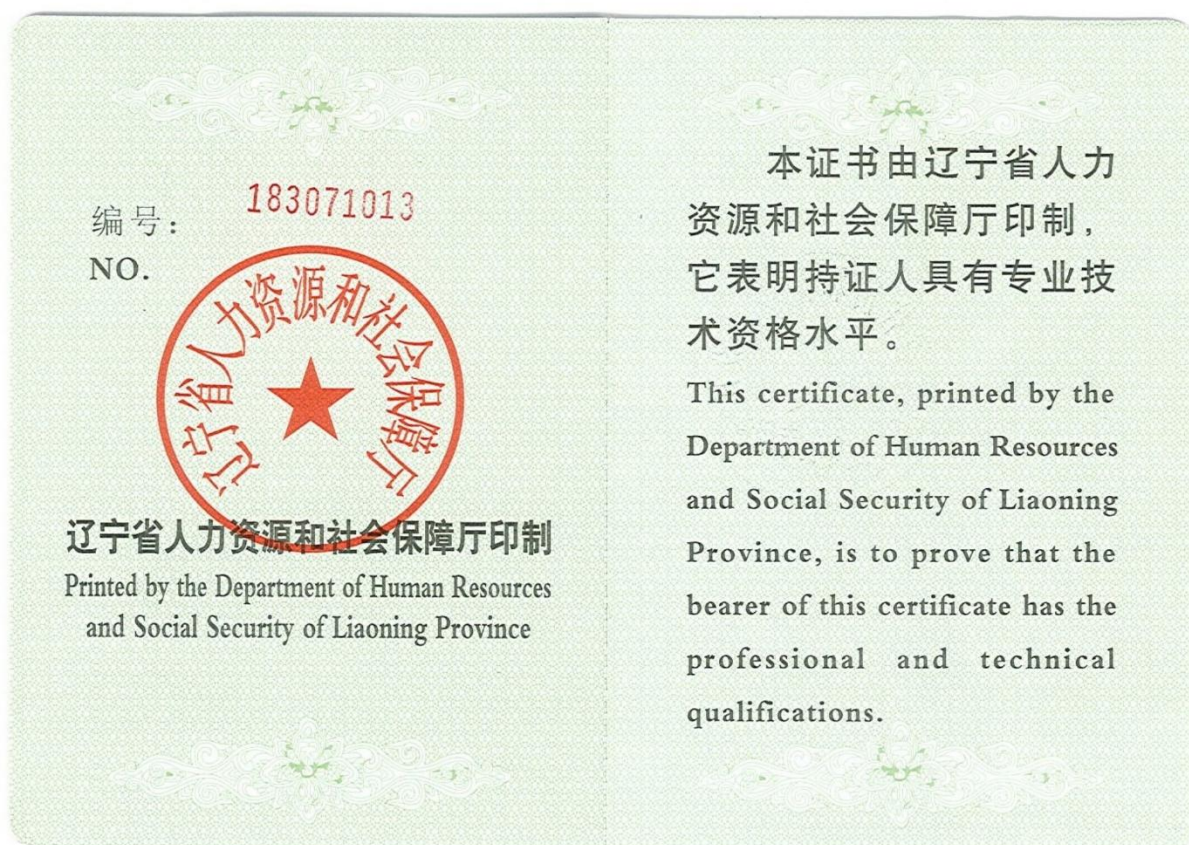 编号：
183071013
NO.
辽宁省人力资源和社会保障厅
辽宁省人力资源和社会保障厅印制
Printed by the Department of Human Resources
and Social Security of Liaoning Province
本证书由辽宁省人力
资源和社会保障厅印制，
它表明持证人具有专业技
术资格水平。
This certificate, printed by the
Department of Human Resources
and Social Security of Liaoning
Province, is to prove that the
bearer of this certificate has the
professional and technical
qualifications.